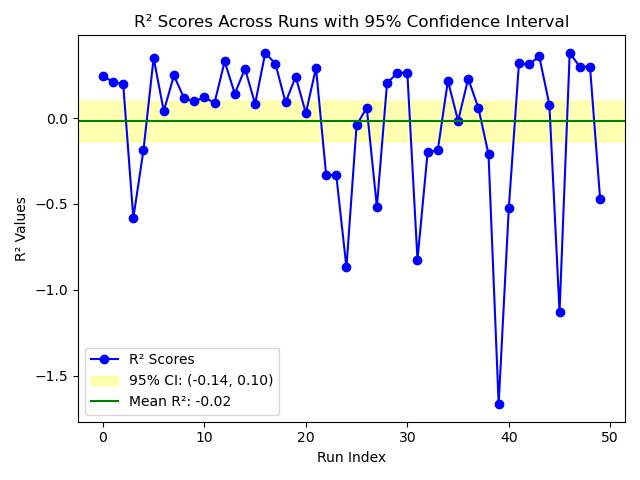 R² Scores Across Runs with 95% Confidence Interval
R² Values
0.0
−0.5
−1.0
−1.5
R² Scores
95% CI: (-0.14, 0.10)
Mean R²: -0.02
0 10 20 30 40 50
Run Index